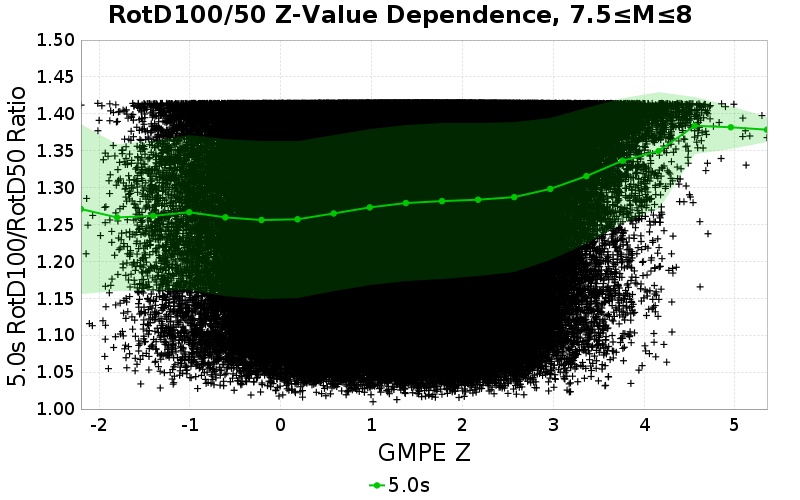 RotD100/50 Z-Value Dependence, 7.5≤M≤8
5.0s RotD100/RotD50 Ratio
1.50
1.45
1.40
1.35
1.30
1.25
1.20
1.15
1.10
1.05
1.00
-2 -1 0 1 2 3 4 5
GMPE Z
5.0s